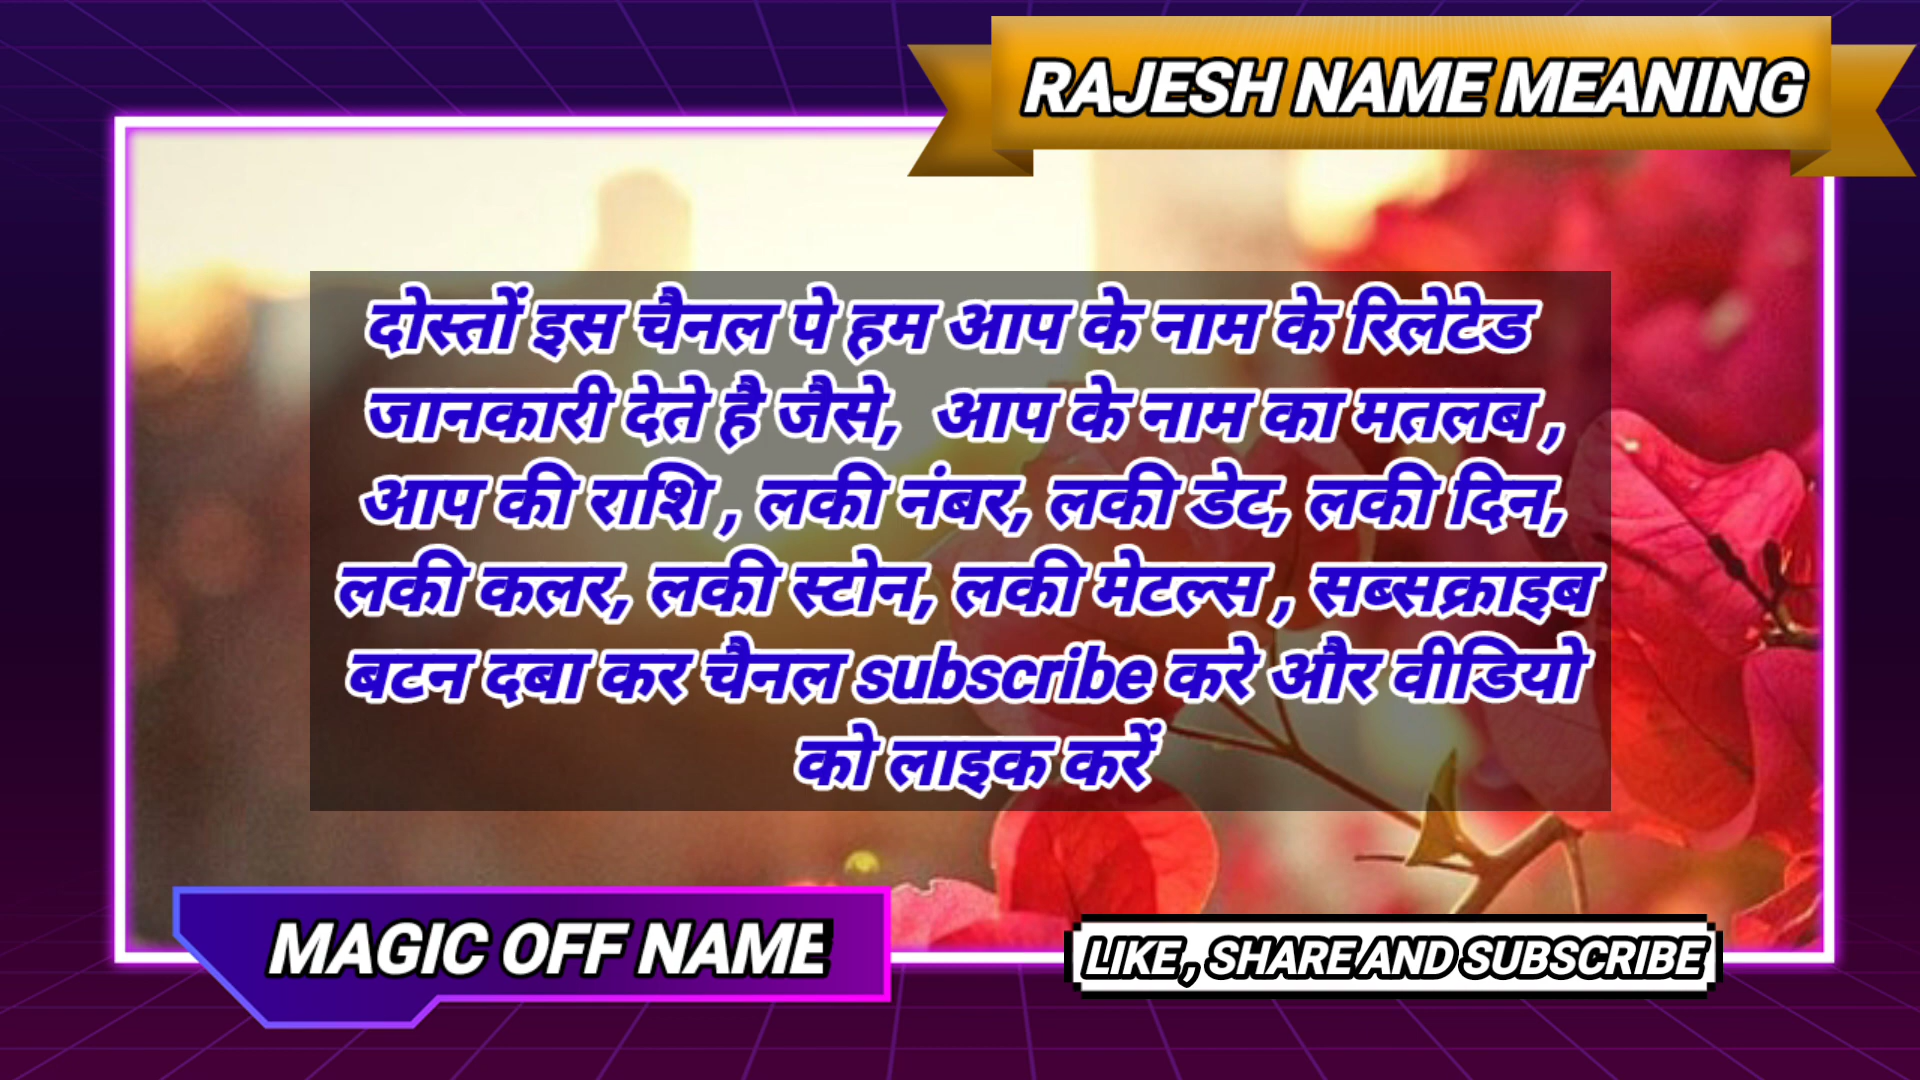 RAJESH NAME MEANING
दोस्तों इस चैनल पे हम आप के नाम के रिलेटेड
जानकारी देते है जैसे, आप के नाम का मतलब ,
आप की राशि , लकी नंबर, लकी डेट, लकी दिन,
लकी कलर, लकी स्टोन, लकी मेटल्स , सब्सक्राइब
बटन दबा कर चैनल subscribe करे और वीडियो
को लाइक करें
MAGIC OFF NAME
LIKE , SHARE AND SUBSCRIBE